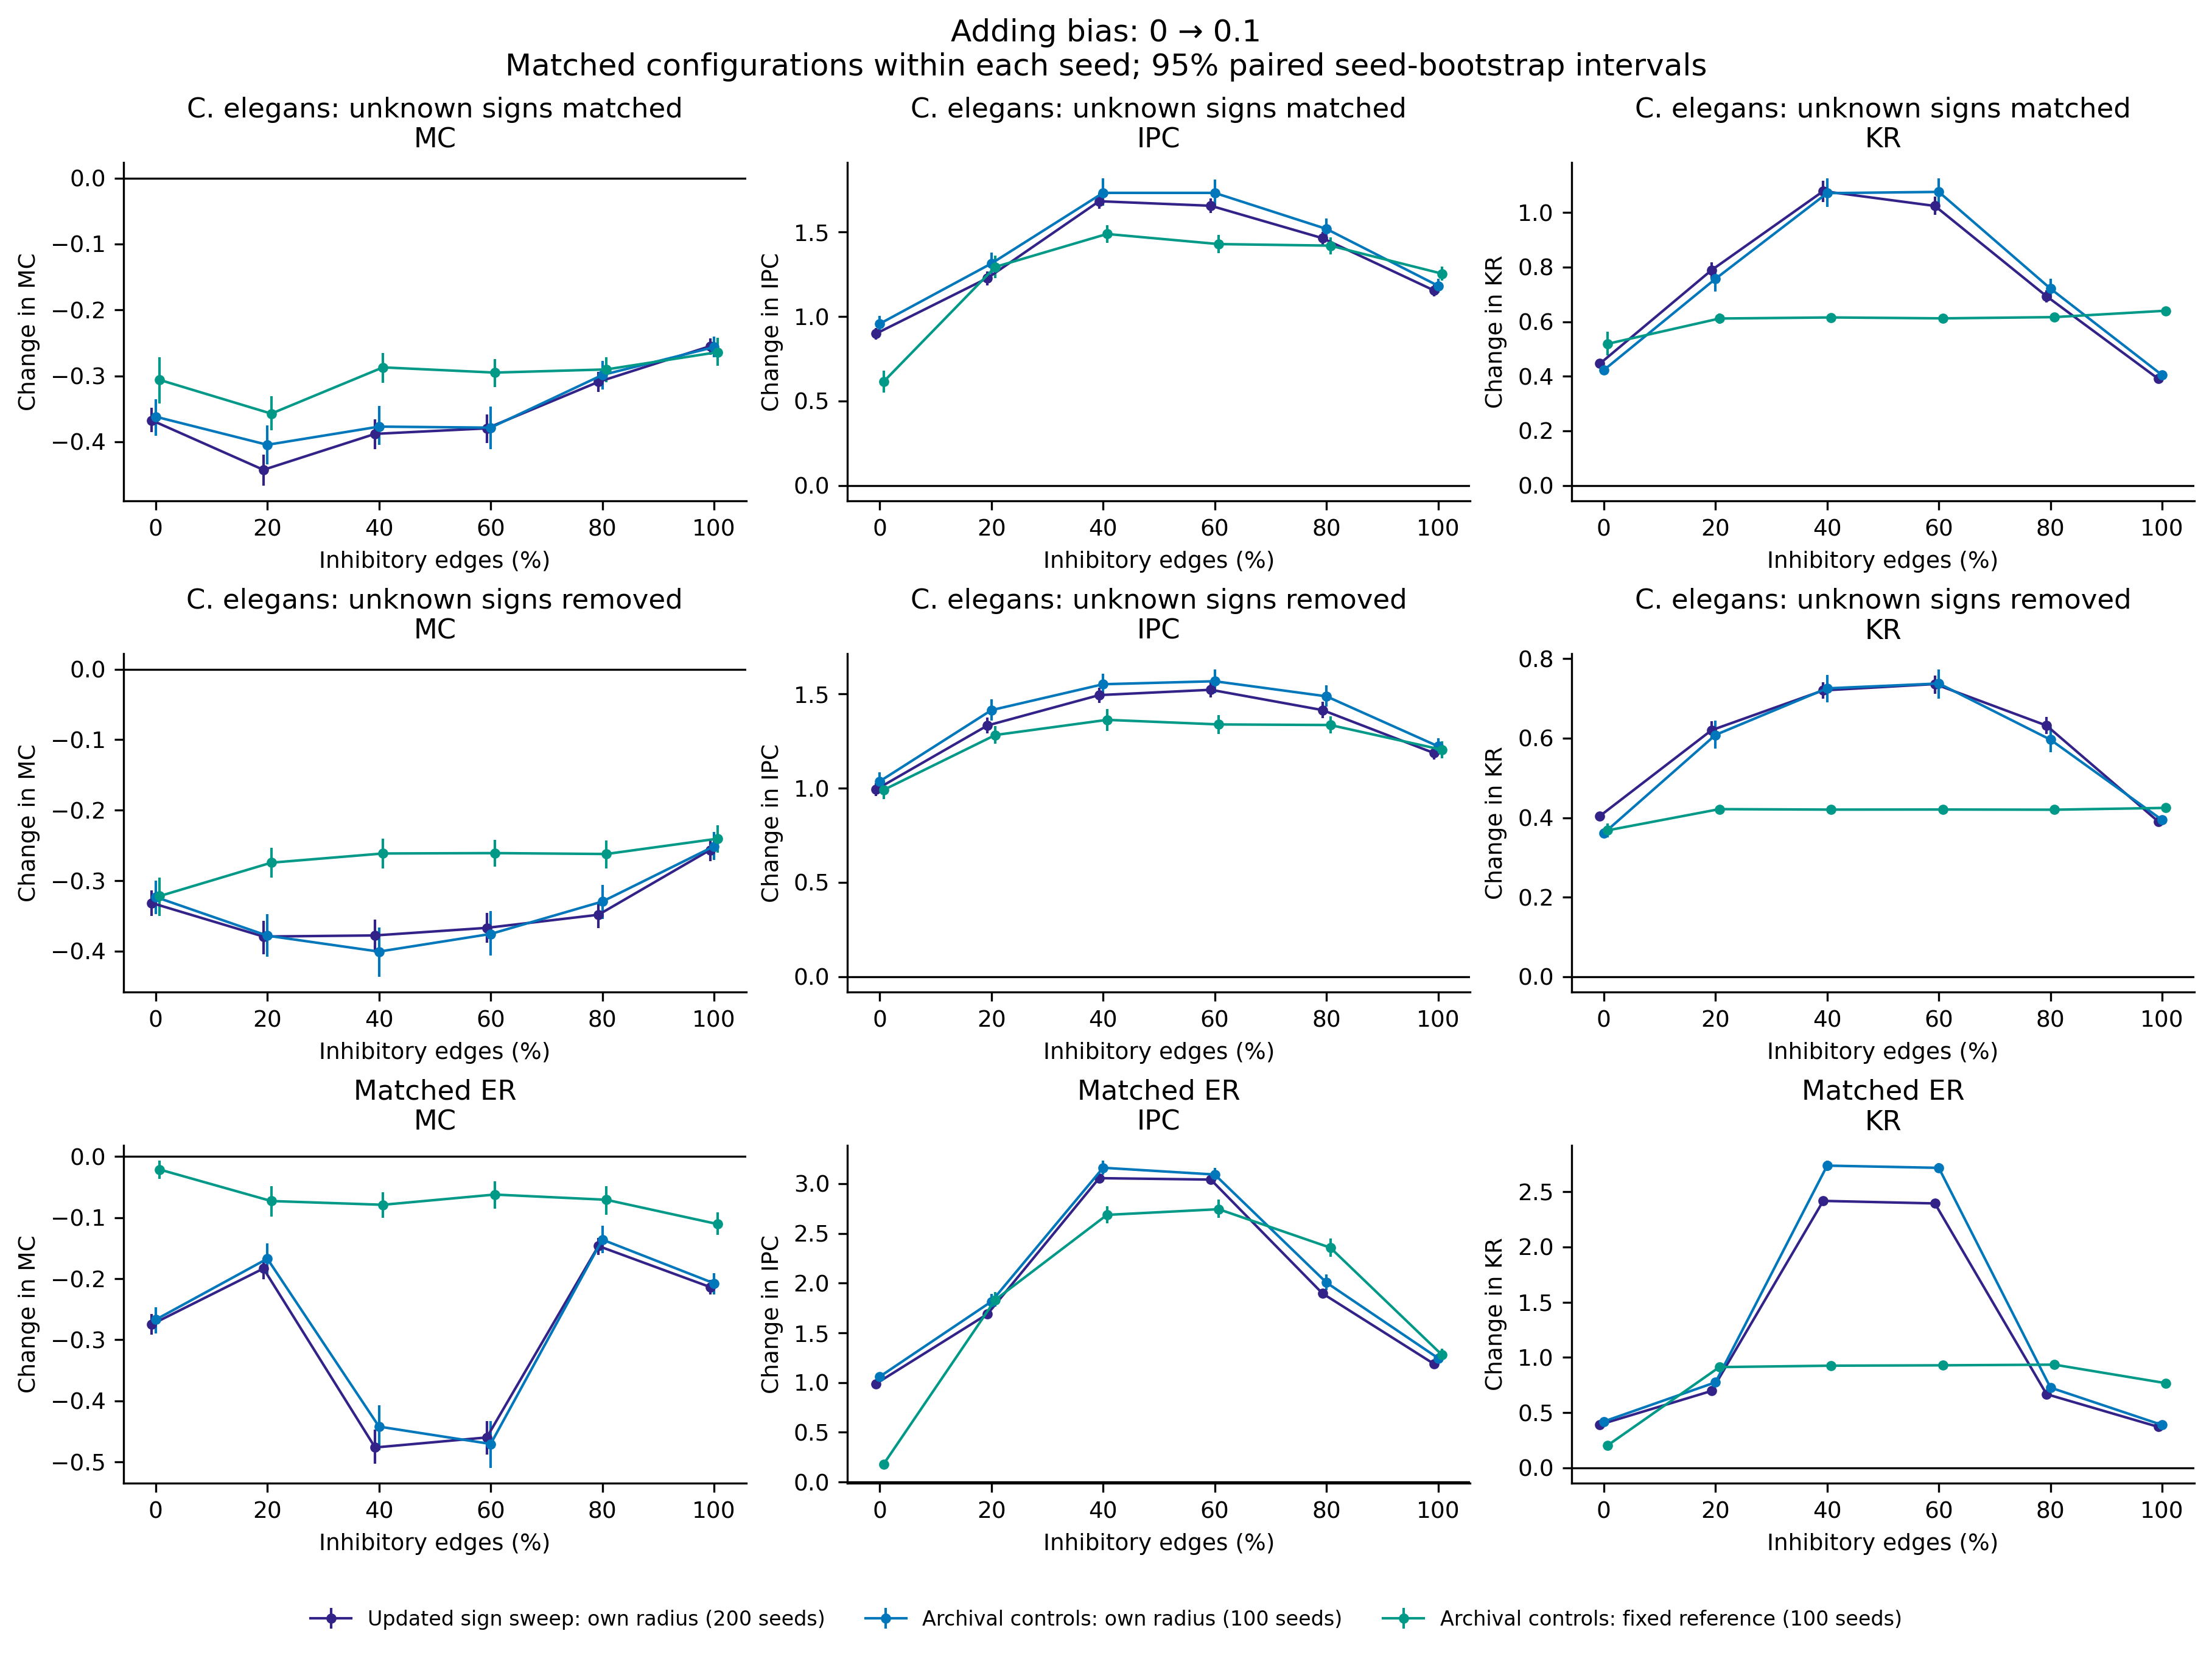 Adding bias: 0 → 0.1
Matched configurations within each seed; 95% paired seed-bootstrap intervals
C. elegans: unknown signs matched
MC
0.0
−0.1
−0.2
−0.3
−0.4
Change in MC
0 20 40 60 80 100
Inhibitory edges (%)
C. elegans: unknown signs matched
IPC
1.5
1.0
0.5
0.0
Change in IPC
0 20 40 60 80 100
Inhibitory edges (%)
C. elegans: unknown signs matched
KR
1.0
0.8
0.6
0.4
0.2
0.0
Change in KR
0 20 40 60 80 100
Inhibitory edges (%)
C. elegans: unknown signs removed
MC
0.0
−0.1
−0.2
−0.3
−0.4
Change in MC
0 20 40 60 80 100
Inhibitory edges (%)
C. elegans: unknown signs removed
IPC
1.5
1.0
0.5
0.0
Change in IPC
0 20 40 60 80 100
Inhibitory edges (%)
C. elegans: unknown signs removed
KR
0.8
0.6
0.4
0.2
0.0
Change in KR
0 20 40 60 80 100
Inhibitory edges (%)
Matched ER
MC
0.0
−0.1
−0.2
−0.3
−0.4
−0.5
Change in MC
0 20 40 60 80 100
Inhibitory edges (%)
Matched ER
IPC
3.0
2.5
2.0
1.5
1.0
0.5
0.0
Change in IPC
0 20 40 60 80 100
Inhibitory edges (%)
Matched ER
KR
2.5
2.0
1.5
1.0
0.5
0.0
Change in KR
0 20 40 60 80 100
Inhibitory edges (%)
Updated sign sweep: own radius (200 seeds)
Archival controls: own radius (100 seeds)
Archival controls: fixed reference (100 seeds)